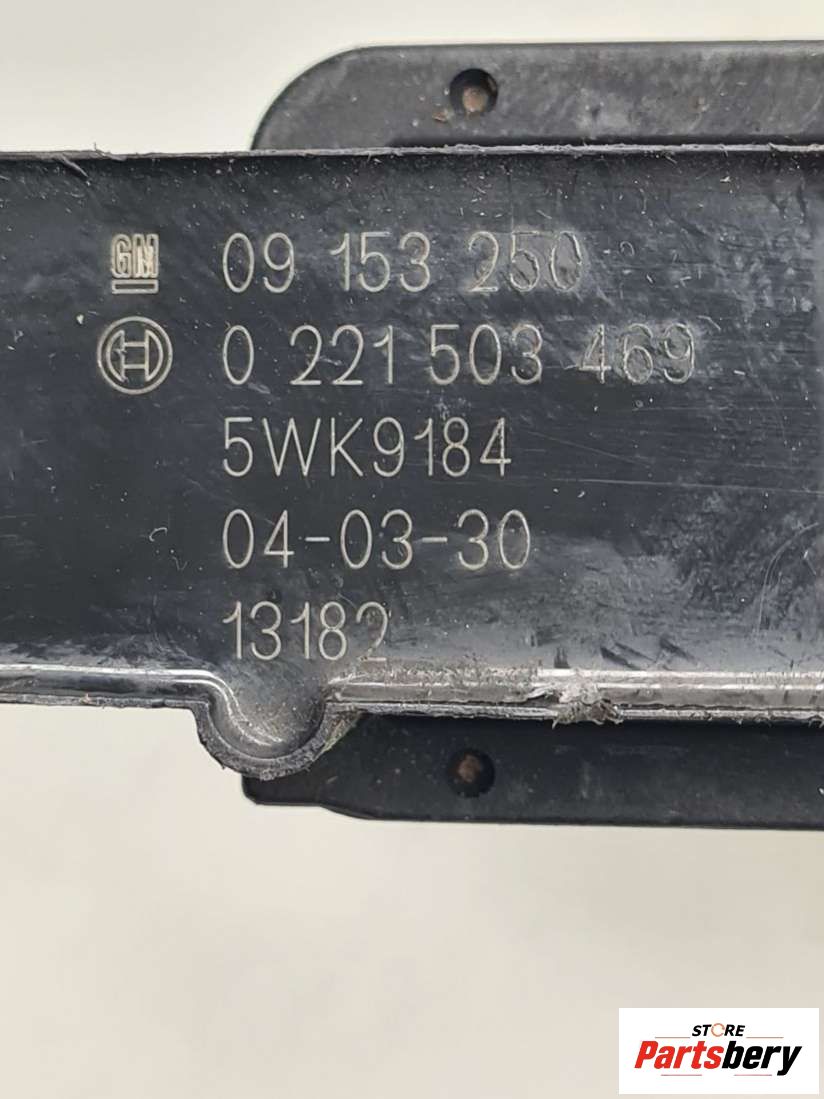 GM 09 153 250
0 221 503 469
5WK9184
04-03-30
13182
STORE
Partsbery